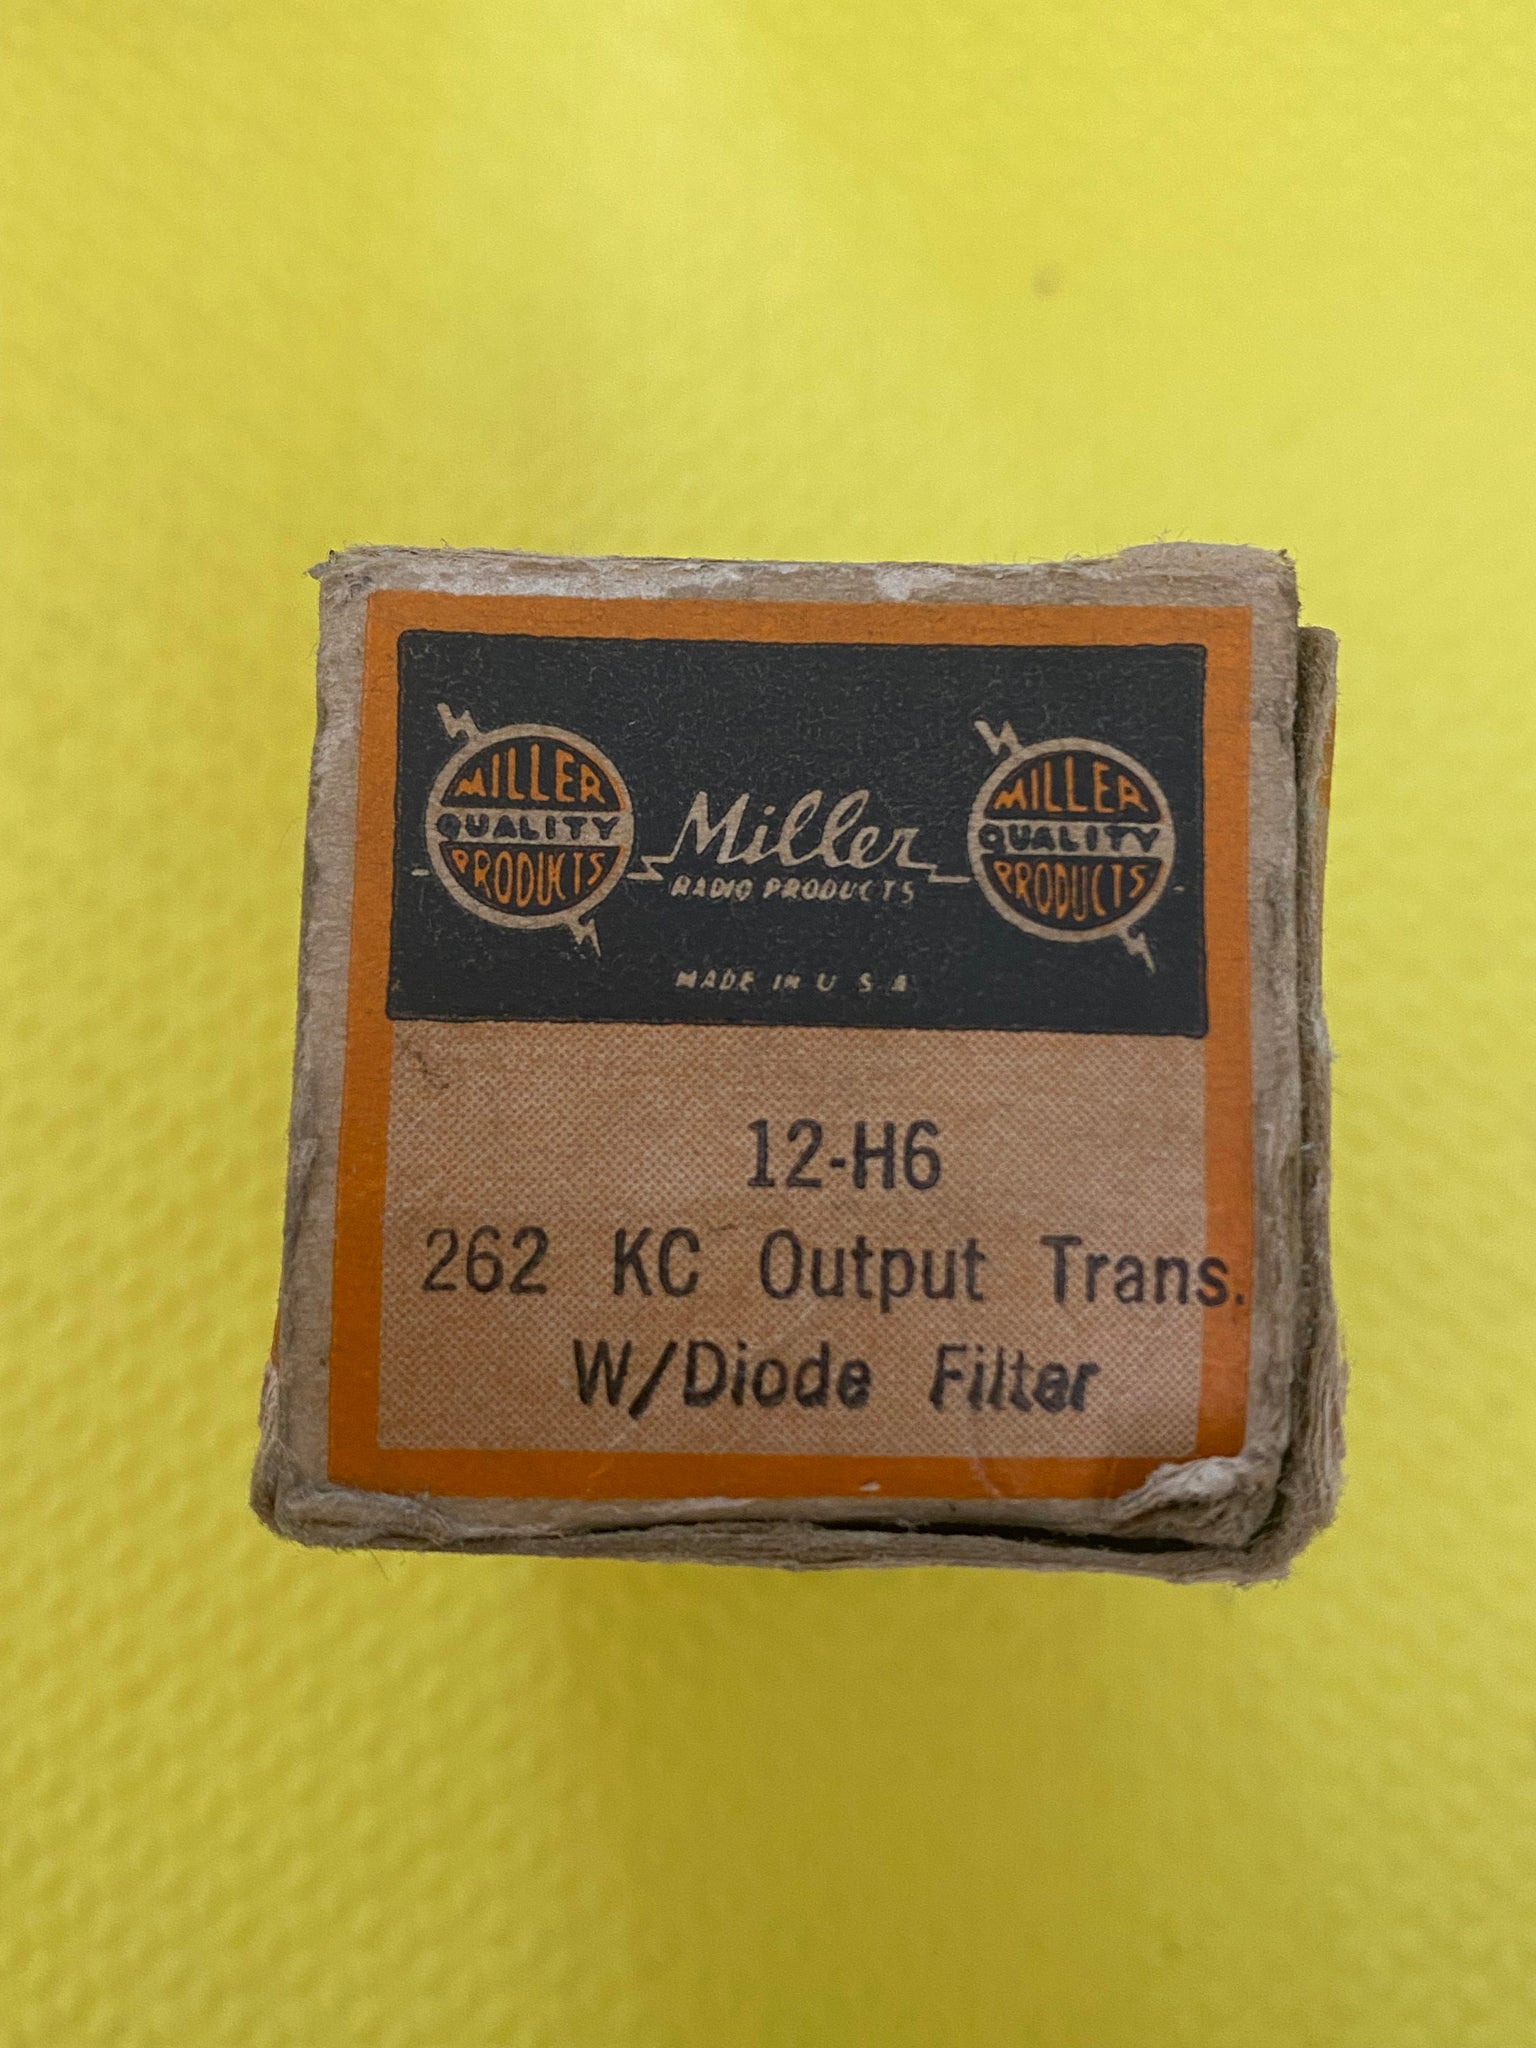 MILLER
QUALITY
PRODUCTS
Miller
RADIO PRODUCTS
MADE IN U S A
MILLER
QUALITY
PRODUCTS
12-H6
262 KC Output Trans.
W/Diode Filter